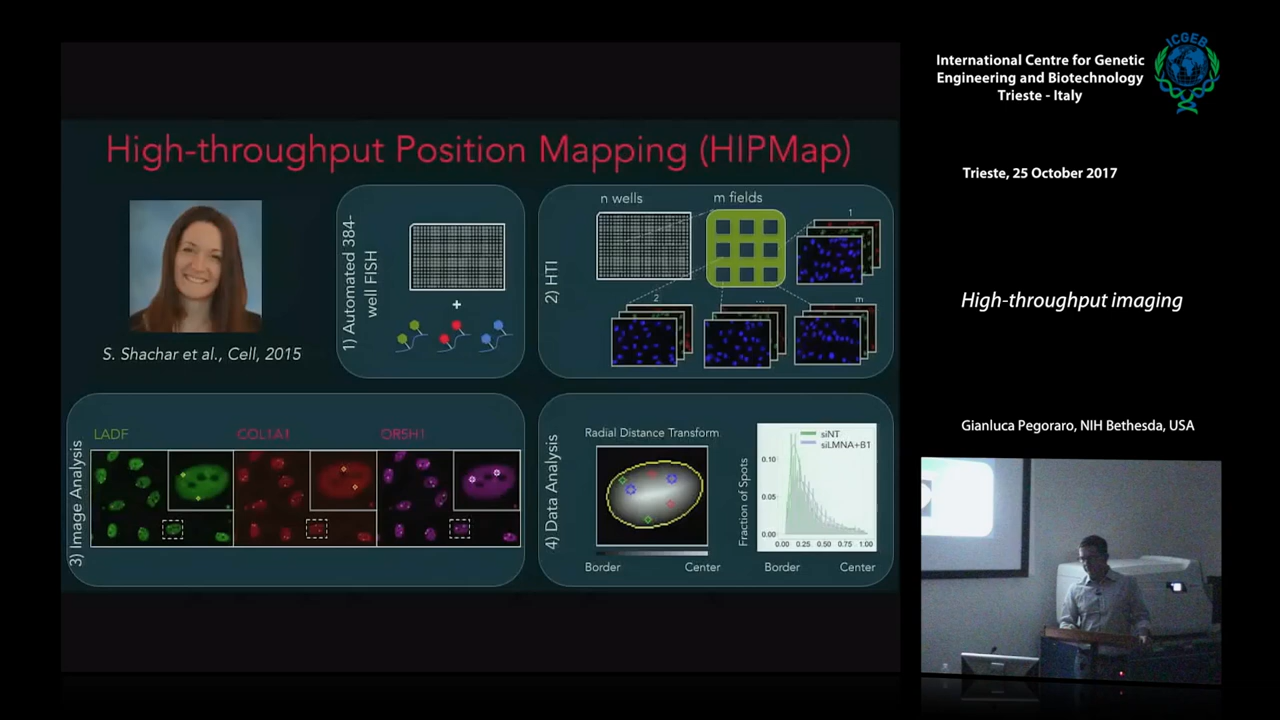 High-throughput Position Mapping (HIPMap)
S. Shachar et al., Cell, 2015
1) Automated 384-
well FISH
+
2) HTI
n wells
m fields
1
2
...
m
3) Image Analysis
LADF
COL1A1
OR5H1
4) Data Analysis
Radial Distance Transform
Border
Center
siNT
siLMNA+B1
Fraction of Spots
0.10
0.05
0.00
0.00 0.25 0.50 0.75 1.00
Border
Center
International Centre for Genetic
Engineering and Biotechnology
Trieste - Italy
ICGEB
Trieste, 25 October 2017
High-throughput imaging
Gianluca Pegoraro, NIH Bethesda, USA